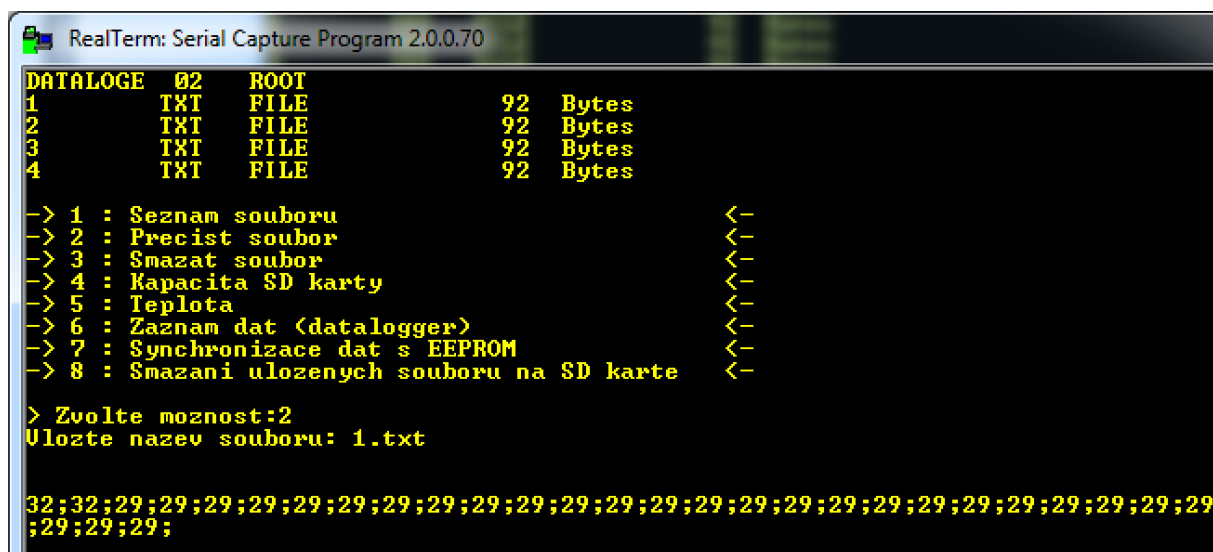 RealTerm: Serial Capture Program 2.0.0.70
DATALOGE 02 ROOT
1 TXT FILE 92 Bytes
2 TXT FILE 92 Bytes
3 TXT FILE 92 Bytes
4 TXT FILE 92 Bytes
-> 1 : Seznam souboru <-
-> 2 : Precist soubor <-
-> 3 : Smazat soubor <-
-> 4 : Kapacita SD karty <-
-> 5 : Teplota <-
-> 6 : Zaznam dat (datalogger) <-
-> 7 : Synchronizace dat s EEPROM <-
-> 8 : Smazani ulozenych souboru na SD karte <-
> Zvolte moznost:2
Vlozte nazev souboru: 1.txt
32;32;29;29;29;29;29;29;29;29;29;29;29;29;29;29;29;29;29;29;29;29;29;29;29;29;29
;29;29;29;